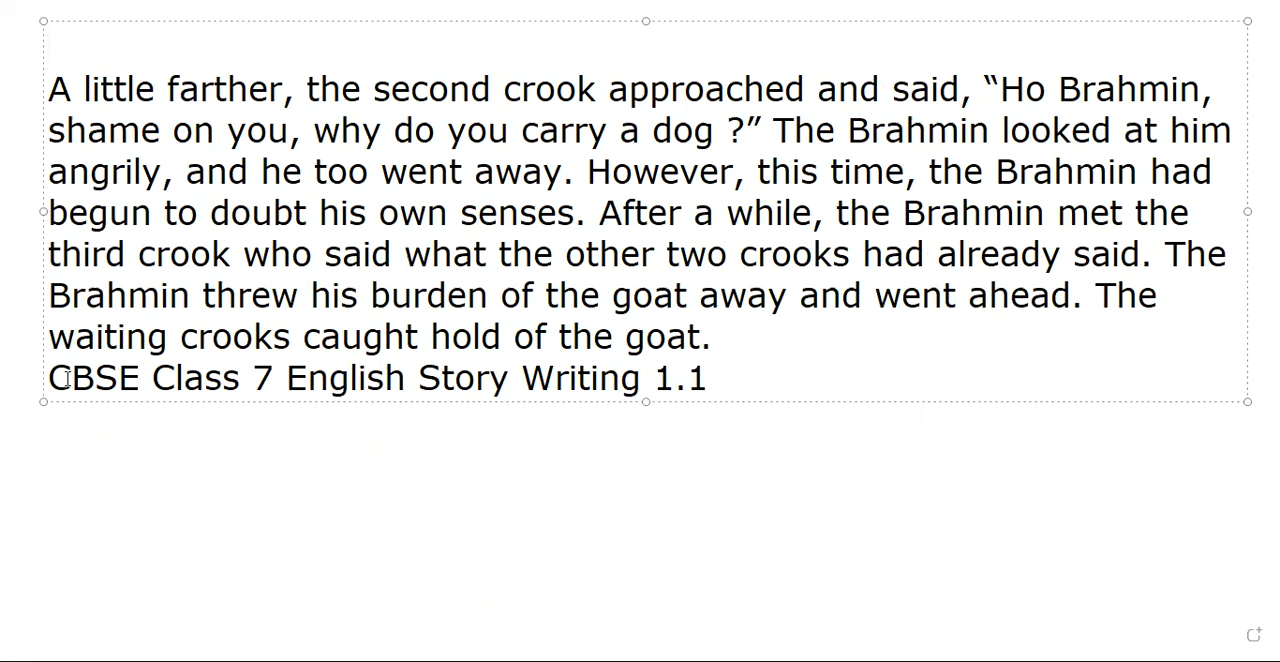 A little farther, the second crook approached and said, “Ho Brahmin,
shame on you, why do you carry a dog ?” The Brahmin looked at him
angrily, and he too went away. However, this time, the Brahmin had
begun to doubt his own senses. After a while, the Brahmin met the
third crook who said what the other two crooks had already said. The
Brahmin threw his burden of the goat away and went ahead. The
waiting crooks caught hold of the goat.
CBSE Class 7 English Story Writing 1.1